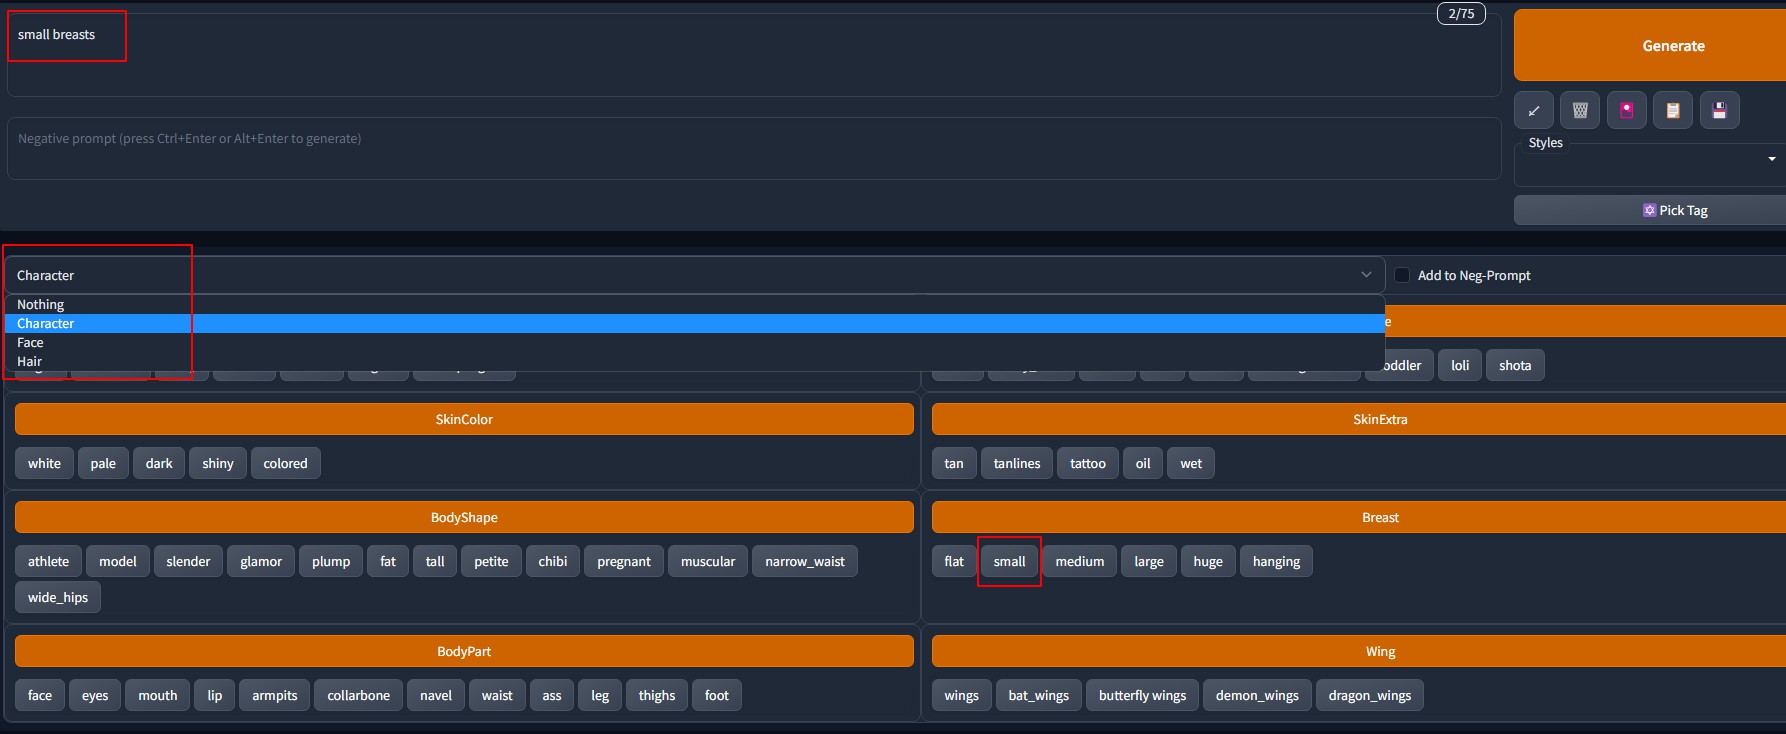 2/75
small breasts
Generate
Negative prompt (press Ctrl+Enter or Alt+Enter to generate)
Styles
Pick Tag
Character
Add to Neg-Prompt
Nothing
Character
Face
Hair
loli shota
SkinColor
SkinExtra
white pale dark shiny colored
tan tanlines tattoo oil wet
BodyShape
Breast
athlete model slender glamor plump fat tall petite chibi pregnant muscular narrow_waist
flat small medium large huge hanging
wide_hips
BodyPart
Wing
face eyes mouth lip armpits collarbone navel waist ass leg thighs foot
wings bat_wings butterfly wings demon_wings dragon_wings